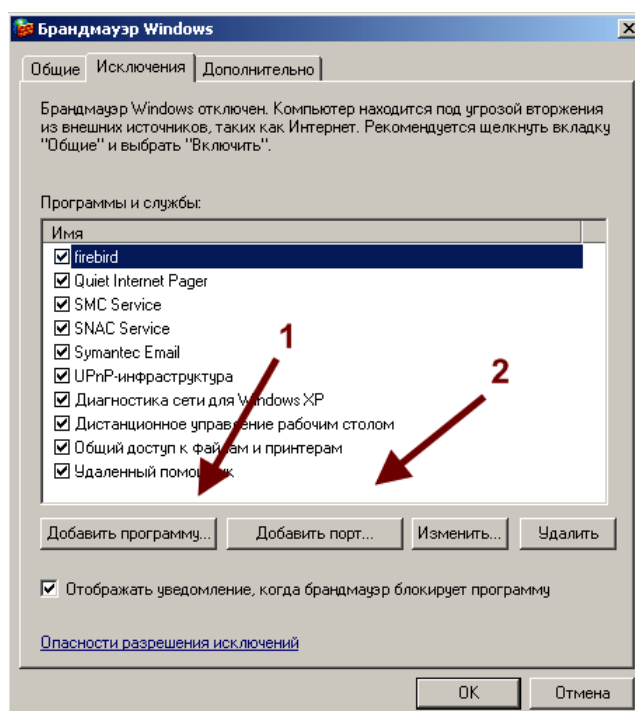 Брандмауэр Windows
Общие Исключения Дополнительно
Брандмауэр Windows отключен. Компьютер находится под угрозой вторжения
из внешних источников, таких как Интернет. Рекомендуется щелкнуть вкладку
"Общие" и выбрать "Включить".
Программы и службы:
Имя
firebird
Quiet Internet Pager
SMC Service
SNAC Service
1
Symantec Email
2
UPnP-инфраструктура
Диагностика сети для Windows XP
Дистанционное управление рабочим столом
Общий доступ к файлам и принтерам
Удаленный помощник
Добавить программу... Добавить порт... Изменить... Удалить
Отображать уведомление, когда брандмауэр блокирует программу
Опасности разрешения исключений
OK Отмена